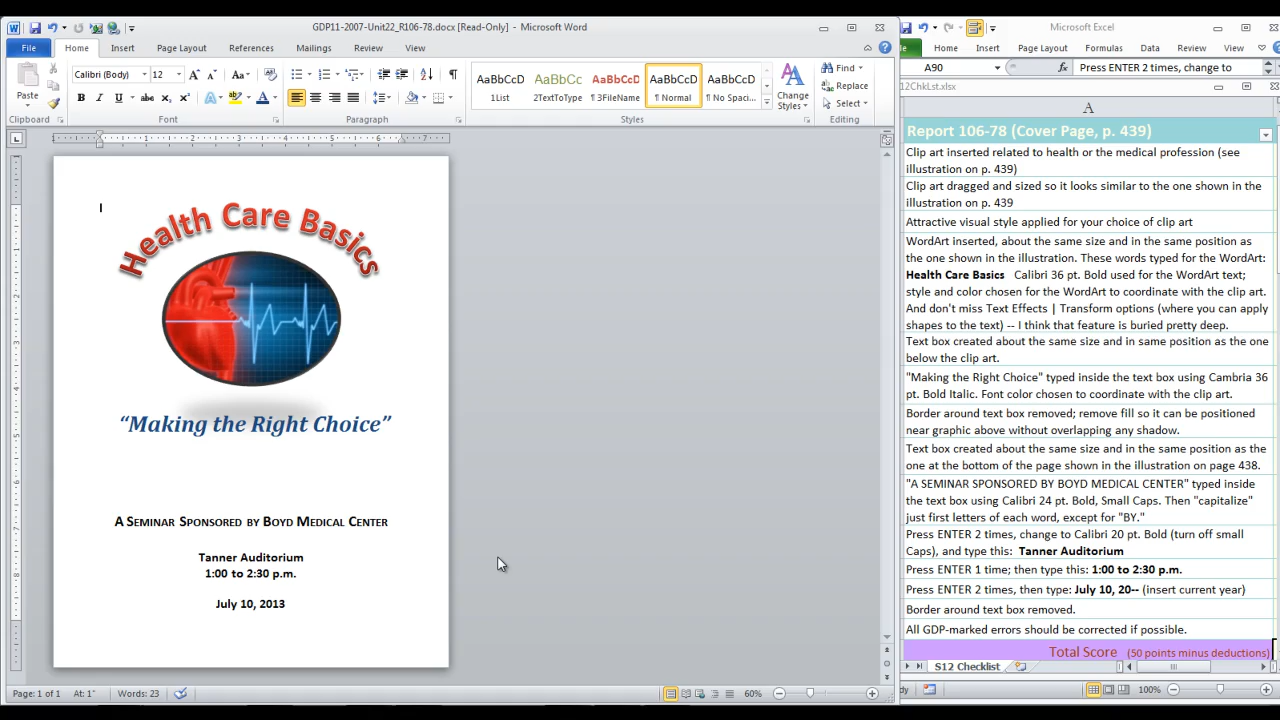 GDP11-2007-Unit22_R106-78.docx [Read-Only] - Microsoft Word
File Home Insert Page Layout References Mailings Review View
Calibri (Body) 12
Paste
Clipboard Font Paragraph Styles Editing
AaBbCcD AaBbCc AaBbCcD AaBbCcD AaBbCcD
1List 2TextToType ¶ 3FileName ¶ Normal ¶ No Spaci...
Change
Styles
Find
Replace
Select
Health Care Basics
“Making the Right Choice”
A Seminar Sponsored by Boyd Medical Center
Tanner Auditorium
1:00 to 2:30 p.m.
July 10, 2013
Page: 1 of 1 At: 1" Words: 23 60%
Microsoft Excel
Home Insert Page Layout Formulas Data Review View
A90 fx Press ENTER 2 times, change to
12ChkLst.xlsx
A
Report 106-78 (Cover Page, p. 439)
Clip art inserted related to health or the medical profession (see
illustration on p. 439)
Clip art dragged and sized so it looks similar to the one shown in the
illustration on p. 439
Attractive visual style applied for your choice of clip art
WordArt inserted, about the same size and in the same position as
the one shown in the illustration. These words typed for the WordArt:
Health Care Basics Calibri 36 pt. Bold used for the WordArt text;
style and color chosen for the WordArt to coordinate with the clip art.
And don't miss Text Effects | Transform options (where you can apply
shapes to the text) -- I think that feature is buried pretty deep.
Text box created about the same size and in same position as the one
below the clip art.
"Making the Right Choice" typed inside the text box using Cambria 36
pt. Bold Italic. Font color chosen to coordinate with the clip art.
Border around text box removed; remove fill so it can be positioned
near graphic above without overlapping any shadow.
Text box created about the same size and in the same position as the
one at the bottom of the page shown in the illustration on page 438.
"A SEMINAR SPONSORED BY BOYD MEDICAL CENTER" typed inside
the text box using Calibri 24 pt. Bold, Small Caps. Then "capitalize"
just first letters of each word, except for "BY."
Press ENTER 2 times, change to Calibri 20 pt. Bold (turn off small
Caps), and type this: Tanner Auditorium
Press ENTER 1 time; then type this: 1:00 to 2:30 p.m.
Press ENTER 2 times, then type: July 10, 20-- (insert current year)
Border around text box removed.
All GDP-marked errors should be corrected if possible.
Total Score (50 points minus deductions)
S12 Checklist
100%